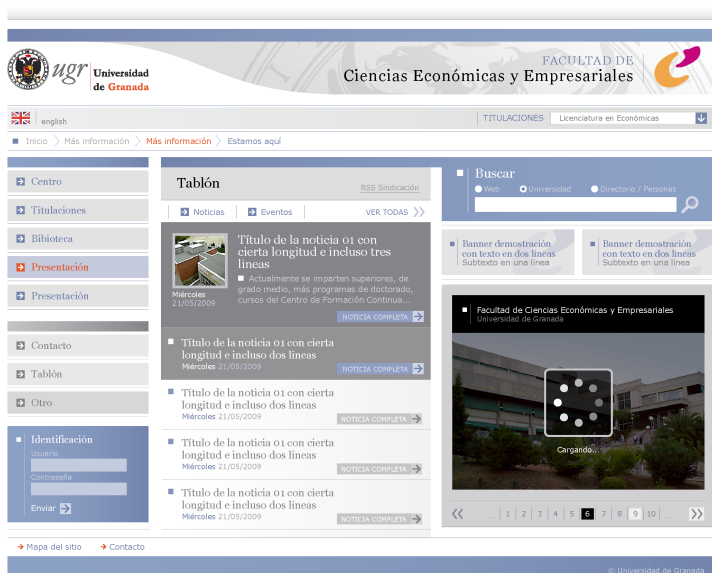 ugr
Universidad
de Granada
FACULTAD DE
Ciencias Económicas y Empresariales
english
TITULACIONES
Licenciatura en Económicas
Inicio
Más información
Más información
Estamos aquí
Centro
Titulaciones
Bibioteca
Presentación
Presentación
Contacto
Tablón
Otro
Identificación
Usuario
Contraseña
Enviar
Tablón
RSS Sindicación
Noticias
Eventos
VER TODAS
Título de la noticia 01 con
cierta longitud e incluso tres
lineas
Actualmente se imparten superiores, de
grado medio, más programas de doctorado,
cursos del Centro de Formación Continua...
Miércoles
21/05/2009
NOTICIA COMPLETA
Título de la noticia 01 con cierta
longitud e incluso dos lineas
Miércoles 21/05/2009
NOTICIA COMPLETA
Título de la noticia 01 con cierta
longitud e incluso dos lineas
Miércoles 21/05/2009
NOTICIA COMPLETA
Título de la noticia 01 con cierta
longitud e incluso dos lineas
Miércoles 21/05/2009
NOTICIA COMPLETA
Título de la noticia 01 con cierta
longitud e incluso dos lineas
Miércoles 21/05/2009
NOTICIA COMPLETA
Buscar
Web
Universidad
Directorio / Personas
Banner demostración
con texto en dos lineas
Subtexto en una línea
Banner demostración
con texto en dos lineas
Subtexto en una línea
Facultad de Ciencias Económicas y Empresariales
Universidad de Granada
Cargando...
... 1 2 3 4 5 6 7 8 9 10 ...
Mapa del sitio
Contacto
© Universidad de Granada